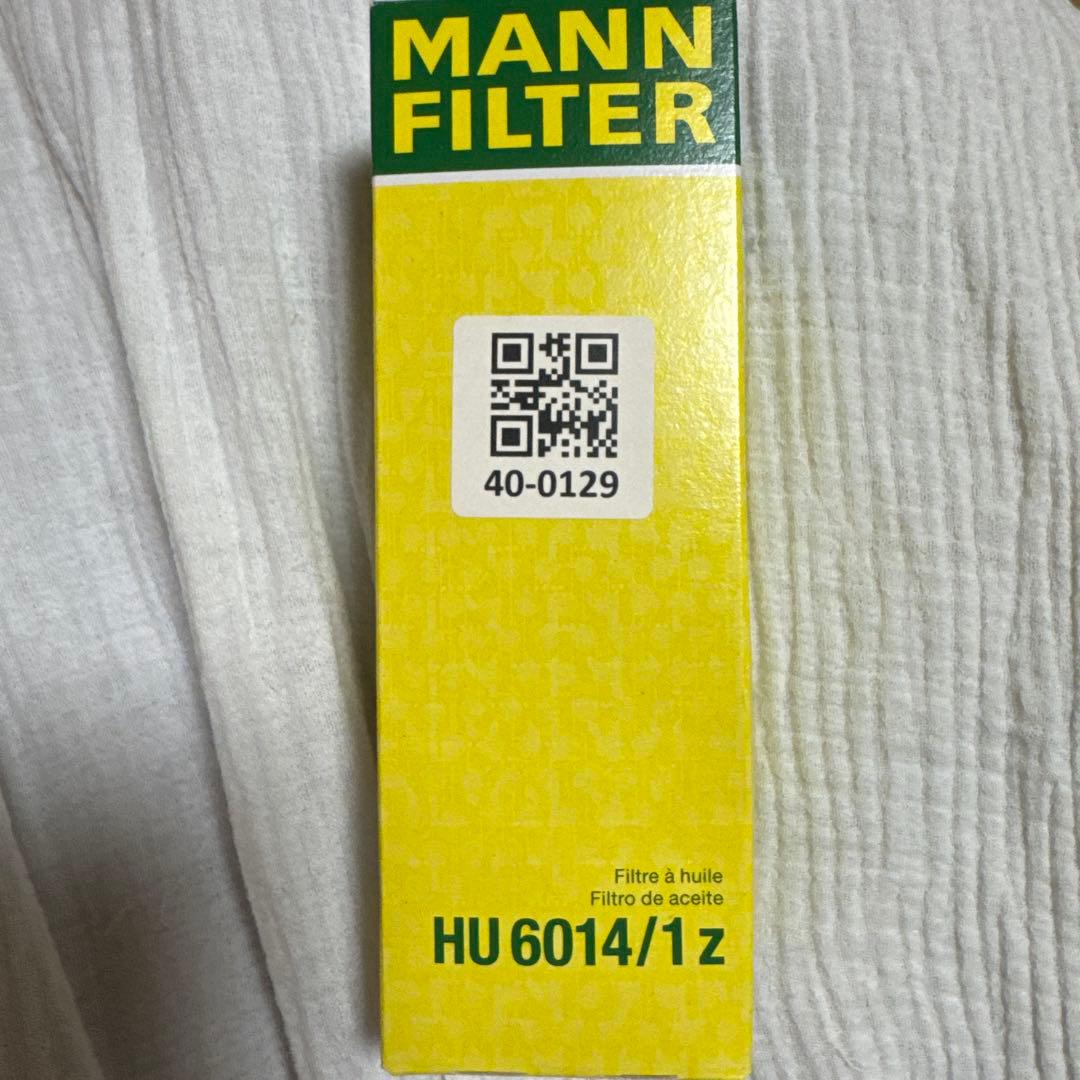 MANN
FILTER
40-0129
Filtre à huile
Filtro de aceite
HU 6014/1 z